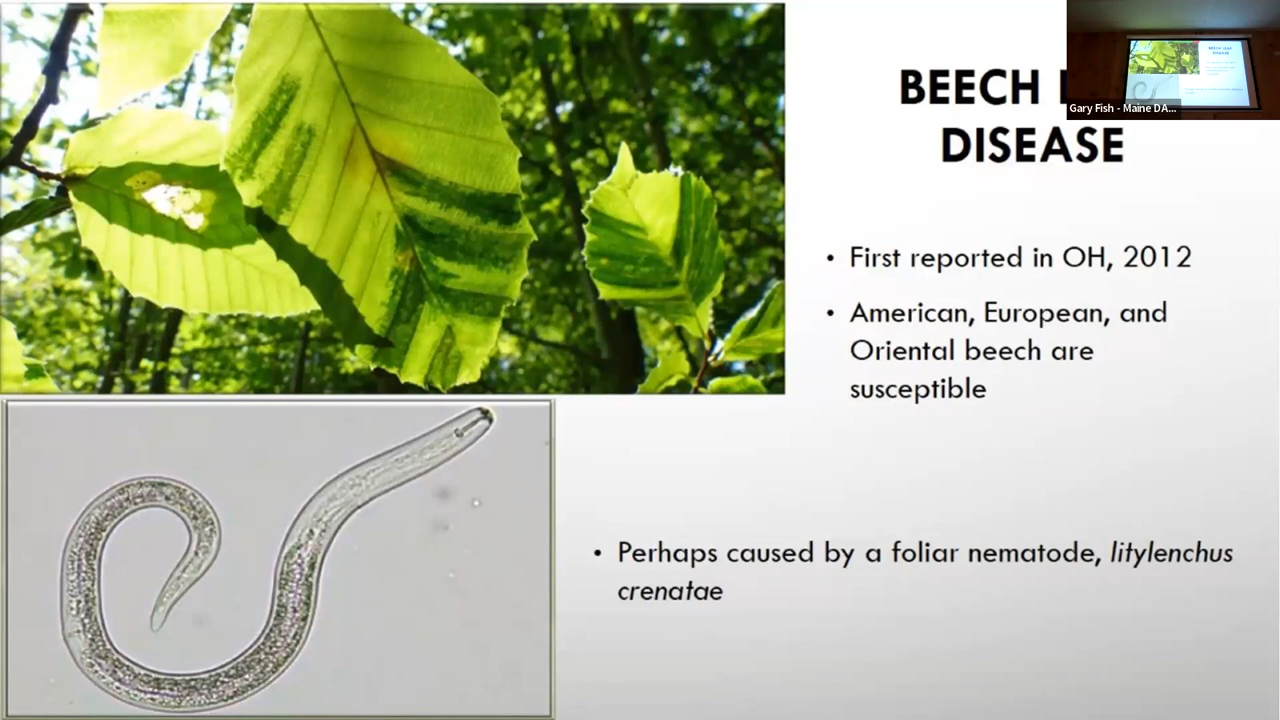 BEECH L
DISEASE
Gary Fish - Maine DA...
• First reported in OH, 2012
• American, European, and
Oriental beech are
susceptible
• Perhaps caused by a foliar nematode, litylenchus
crenatae